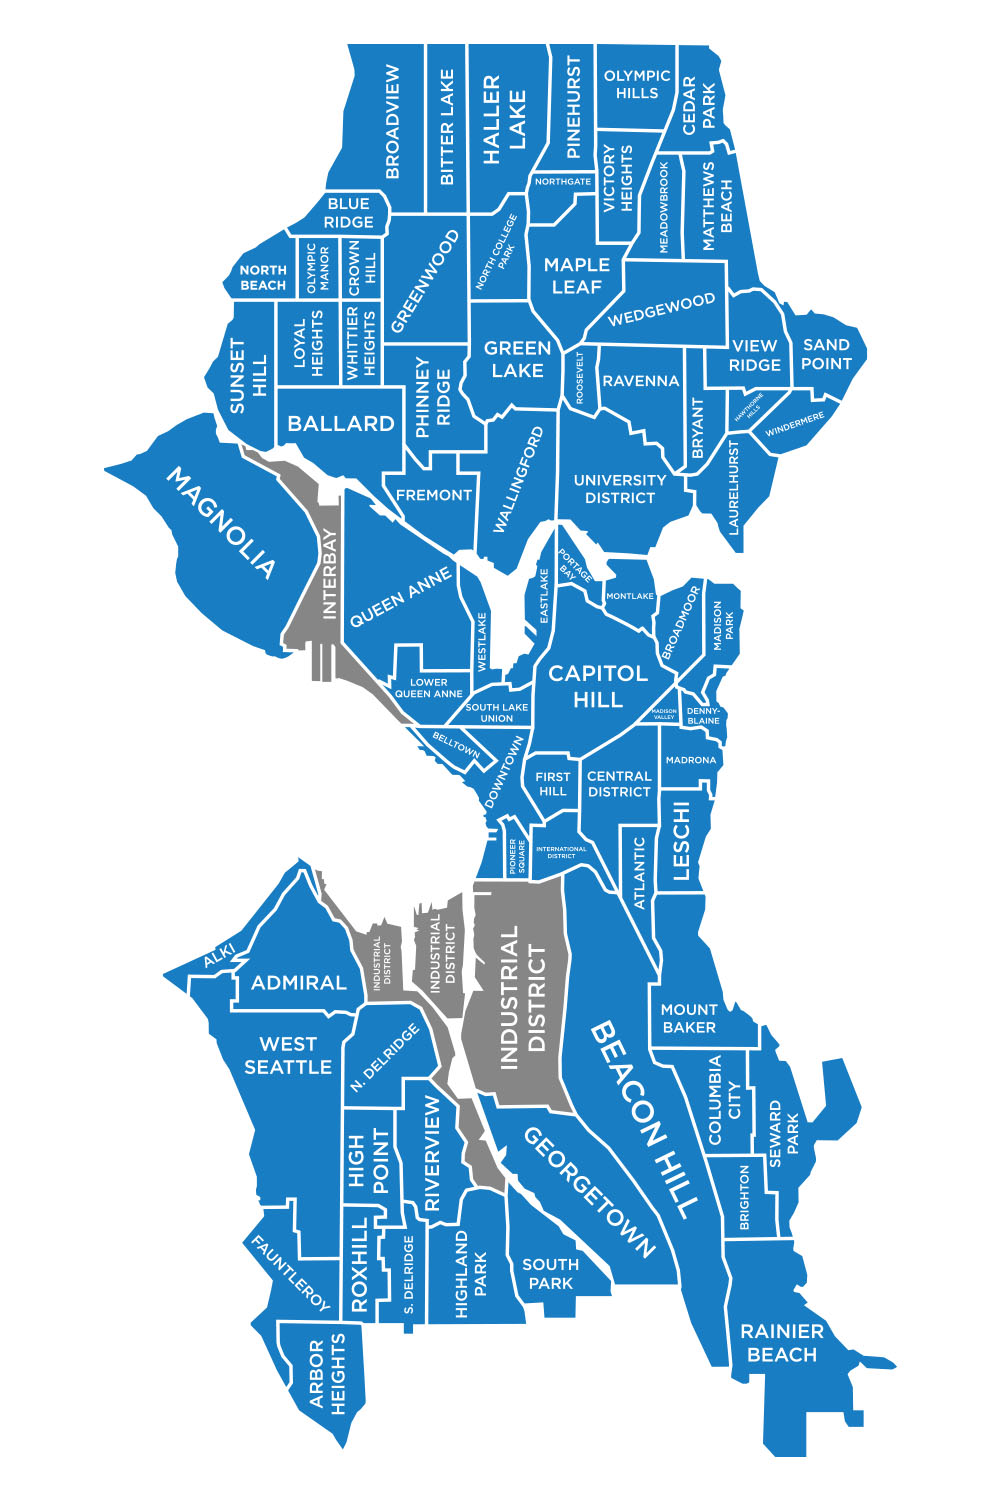 BROADVIEW
BITTER LAKE
HALLER
LAKE
PINEHURST
OLYMPIC
HILLS
CEDAR
PARK
NORTHGATE
VICTORY
HEIGHTS
MEADOWBROOK
MATTHEWS
BEACH
BLUE
RIDGE
NORTH
BEACH
OLYMPIC
MANOR
CROWN
HILL
GREENWOOD
NORTH COLLEGE
PARK
MAPLE
LEAF
WEDGEWOOD
SUNSET
HILL
LOYAL
HEIGHTS
WHITTIER
HEIGHTS
PHINNEY
RIDGE
GREEN
LAKE
ROOSEVELT
RAVENNA
VIEW
RIDGE
SAND
POINT
BALLARD
BRYANT
HAWTHORNE
HILLS
WINDERMERE
MAGNOLIA
INTERBAY
FREMONT
WALLINGFORD
UNIVERSITY
DISTRICT
LAURELHURST
QUEEN ANNE
WESTLAKE
EASTLAKE
PORTAGE
BAY
MONTLAKE
BROADMOOR
MADISON
PARK
LOWER
QUEEN ANNE
SOUTH LAKE
UNION
CAPITOL
HILL
MADISON
VALLEY
DENNY-
BLAINE
BELLTOWN
DOWNTOWN
FIRST
HILL
CENTRAL
DISTRICT
MADRONA
PIONEER
SQUARE
INTERNATIONAL
DISTRICT
ATLANTIC
LESCHI
ALKI
ADMIRAL
INDUSTRIAL
DISTRICT
INDUSTRIAL
DISTRICT
INDUSTRIAL
DISTRICT
WEST
SEATTLE
N. DELRIDGE
BEACON HILL
MOUNT
BAKER
COLUMBIA
CITY
SEWARD
PARK
HIGH
POINT
RIVERVIEW
GEORGETOWN
BRIGHTON
FAUNTLEROY
ROXHILL
S. DELRIDGE
HIGHLAND
PARK
SOUTH
PARK
ARBOR
HEIGHTS
RAINIER
BEACH